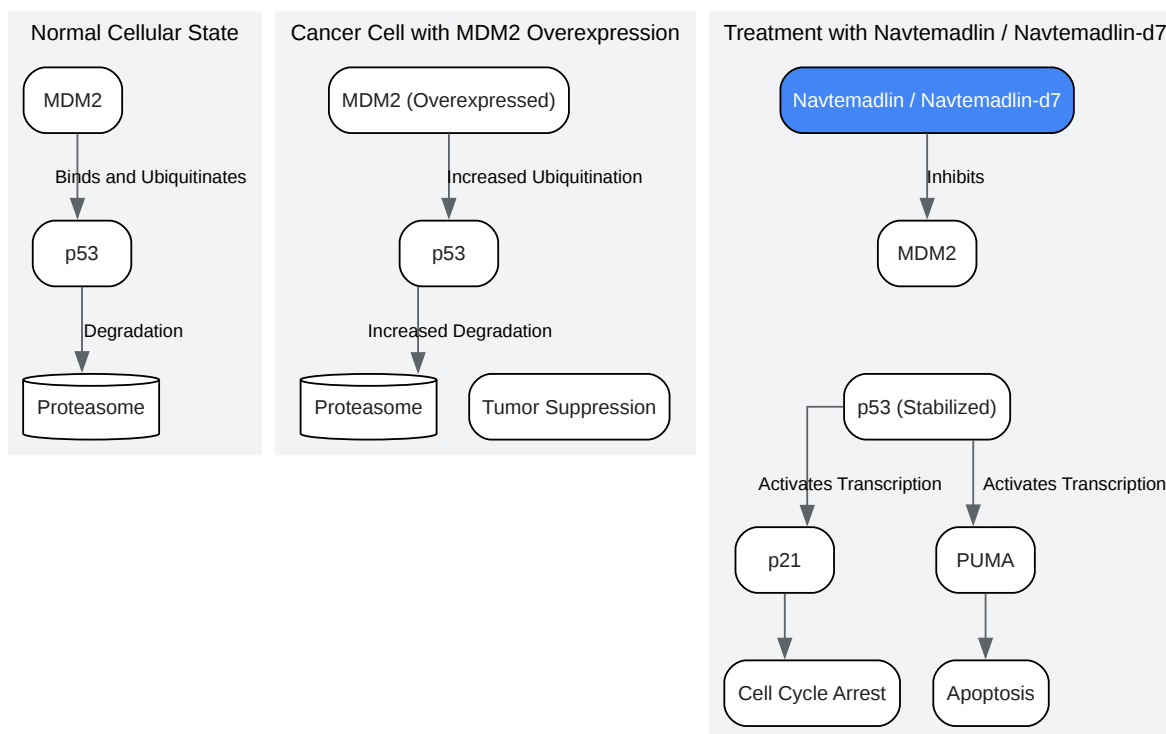 Normal Cellular State
MDM2
Binds and Ubiquitinates
p53
Degradation
Proteasome
Cancer Cell with MDM2 Overexpression
MDM2 (Overexpressed)
Increased Ubiquitination
p53
Increased Degradation
Proteasome
Tumor Suppression
Treatment with Navtemadlin / Navtemadlin-d7
Navtemadlin / Navtemadlin-d7
Inhibits
MDM2
p53 (Stabilized)
Activates Transcription
Activates Transcription
p21
PUMA
Cell Cycle Arrest
Apoptosis